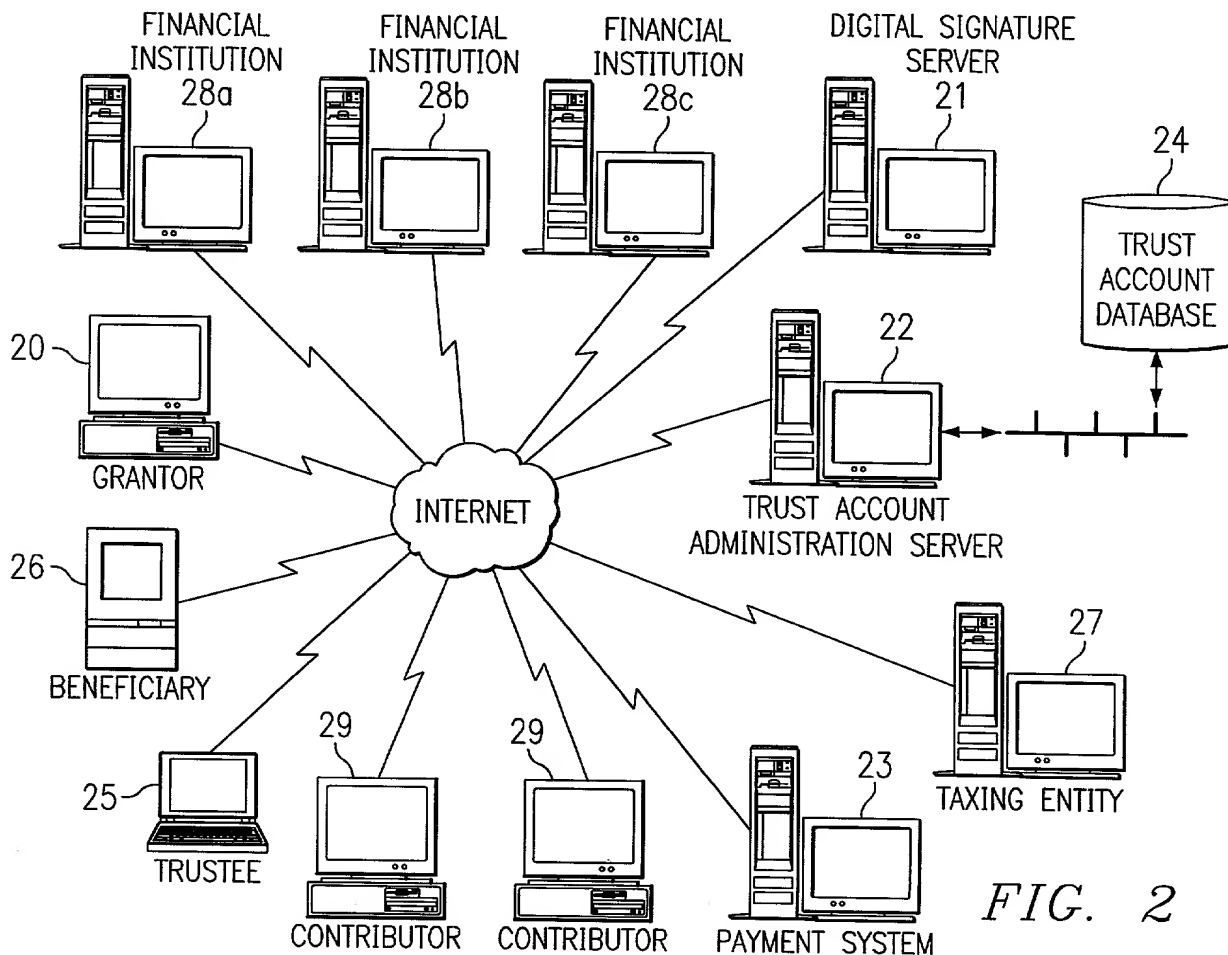 FINANCIAL
INSTITUTION
28a
FINANCIAL
INSTITUTION
28b
FINANCIAL
INSTITUTION
28c
DIGITAL SIGNATURE
SERVER
21
24
TRUST
ACCOUNT
DATABASE
20
GRANTOR
22
TRUST ACCOUNT
ADMINISTRATION SERVER
INTERNET
26
BENEFICIARY
27
TAXING ENTITY
25
TRUSTEE
29
CONTRIBUTOR
29
CONTRIBUTOR
23
PAYMENT SYSTEM
FIG. 2